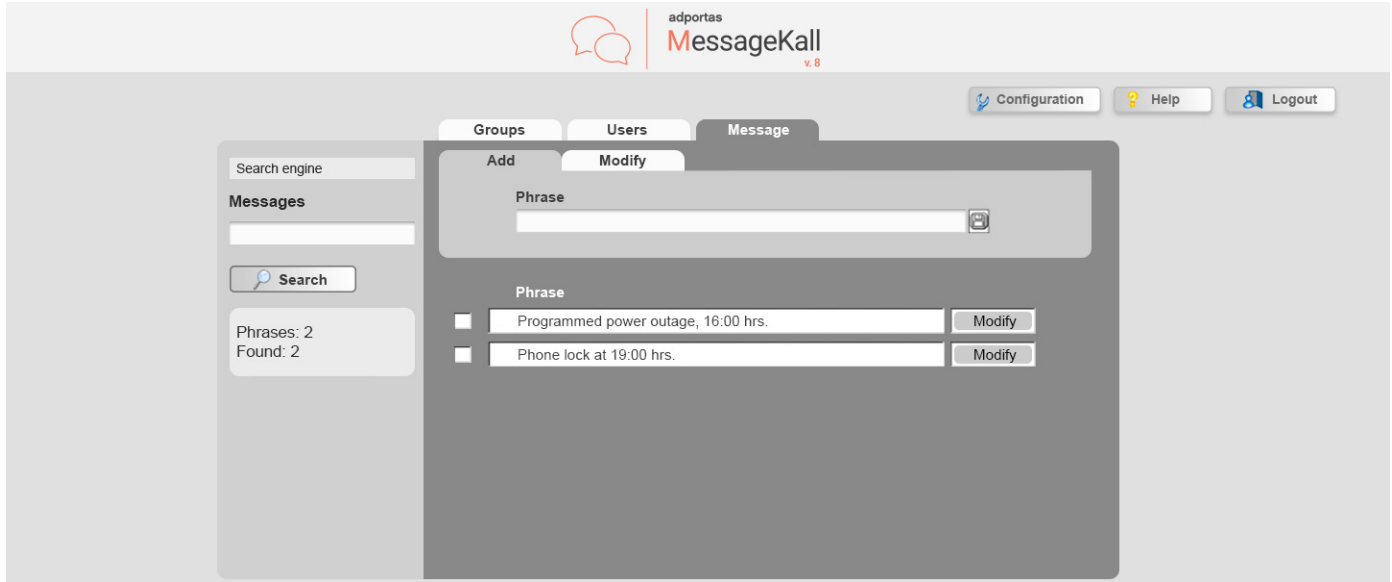 adportas
MessageKall
v. 8
Configuration
Help
Logout
Groups
Users
Message
Search engine
Add
Modify
Messages
Phrase
Search
Phrase
Phrases: 2
Found: 2
Programmed power outage, 16:00 hrs.
Modify
Phone lock at 19:00 hrs.
Modify